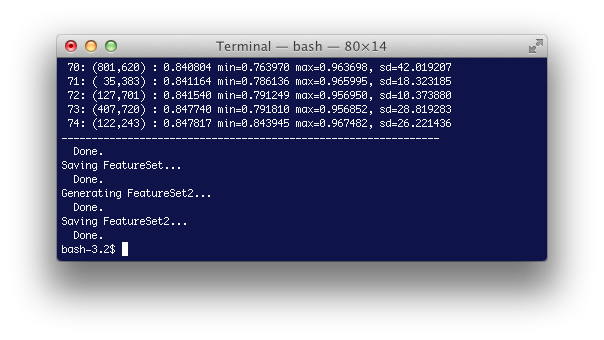 Terminal — bash — 80×14
70: (801,620) : 0.840804 min=0.763970 max=0.963698, sd=42.019207
71: ( 35,383) : 0.841164 min=0.786136 max=0.965995, sd=18.323185
72: (127,701) : 0.841540 min=0.791249 max=0.956950, sd=10.373880
73: (407,720) : 0.847740 min=0.791810 max=0.956852, sd=28.819283
74: (122,243) : 0.847817 min=0.843945 max=0.967482, sd=26.221436
---------------------------------------------------------------
Done.
Saving FeatureSet...
Done.
Generating FeatureSet2...
Done.
Saving FeatureSet2...
Done.
bash-3.2$